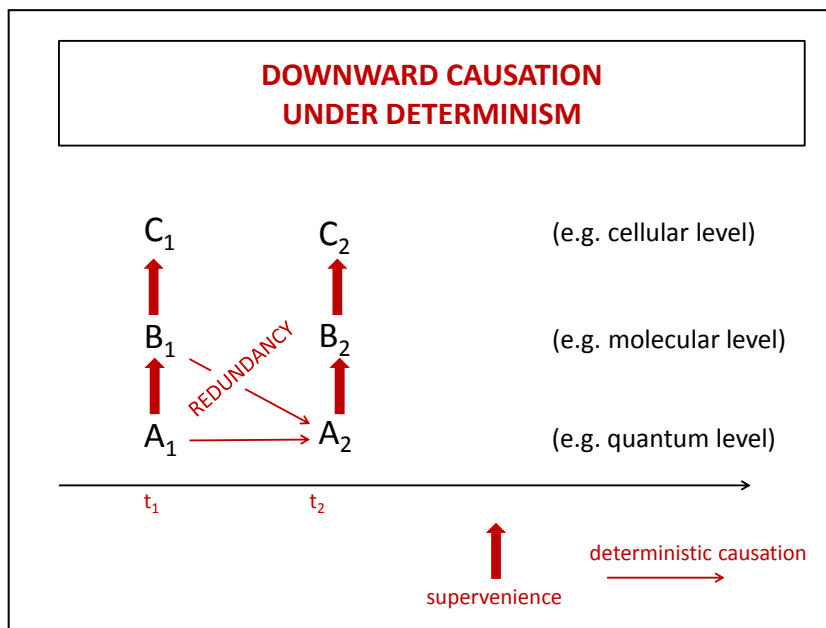 DOWNWARD CAUSATION
UNDER DETERMINISM
C₁ C₂ (e.g. cellular level)
B₁ B₂ (e.g. molecular level)
REDUNDANCY
A₁ A₂ (e.g. quantum level)
t₁ t₂
deterministic causation
supervenience